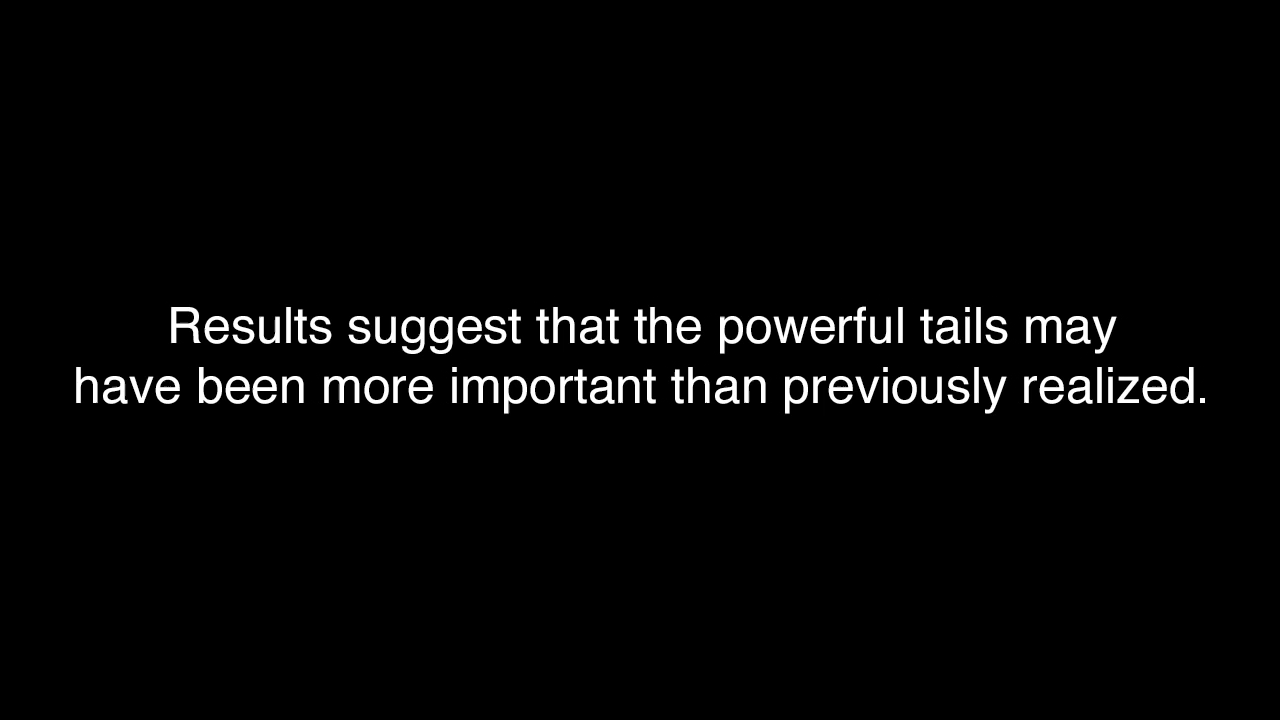 Results suggest that the powerful tails may
have been more important than previously realized.